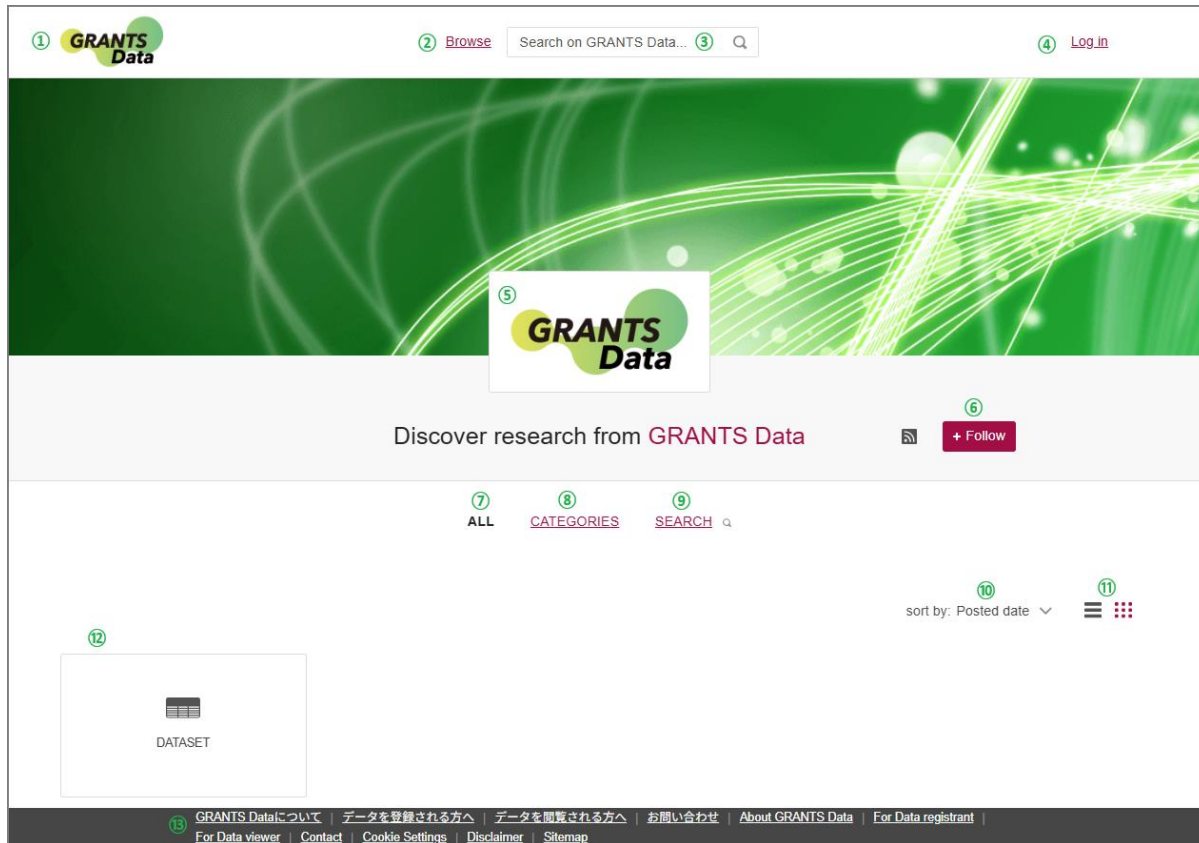 ① GRANTS Data ② Browse Search on GRANTS Data... ③ ④ Log in
⑤
GRANTS
Data
⑥
Discover research from GRANTS Data + Follow
⑦ ⑧ ⑨
ALL CATEGORIES SEARCH
⑩ ⑪
sort by: Posted date
⑫
DATASET
⑬ GRANTS Dataについて | データを登録される方へ | データを閲覧される方へ | お問い合わせ | About GRANTS Data | For Data registrant |
For Data viewer | Contact | Cookie Settings | Disclaimer | Sitemap